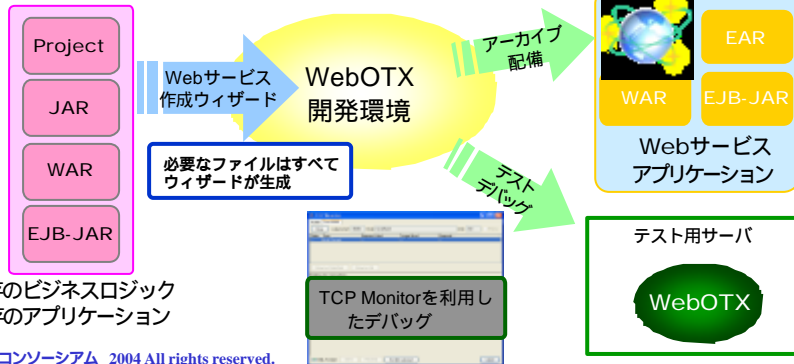 Project
JAR
WAR
EJB-JAR
のビジネスロジック
のアプリケーション
Webサービス
作成ウィザード
必要なファイルはすべて
ウィザードが生成
WebOTX
開発環境
アーカイブ
配備
テスト
デバッグ
EAR
WAR
EJB-JAR
Webサービス
アプリケーション
TCP Monitorを利用し
たデバッグ
テスト用サーバ
WebOTX
コンソーシアム 2004 All rights reserved.